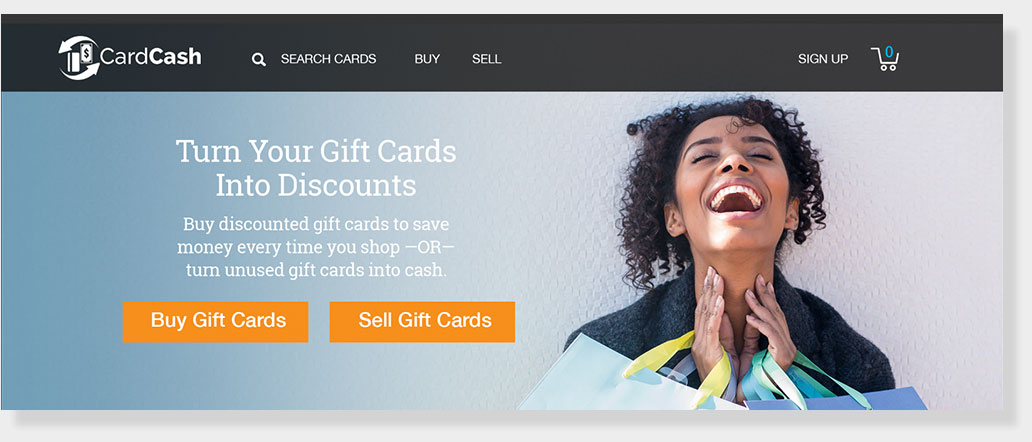 CardCash
SEARCH CARDS
BUY
SELL
SIGN UP
0
Turn Your Gift Cards
Into Discounts
Buy discounted gift cards to save
money every time you shop —OR—
turn unused gift cards into cash.
Buy Gift Cards
Sell Gift Cards